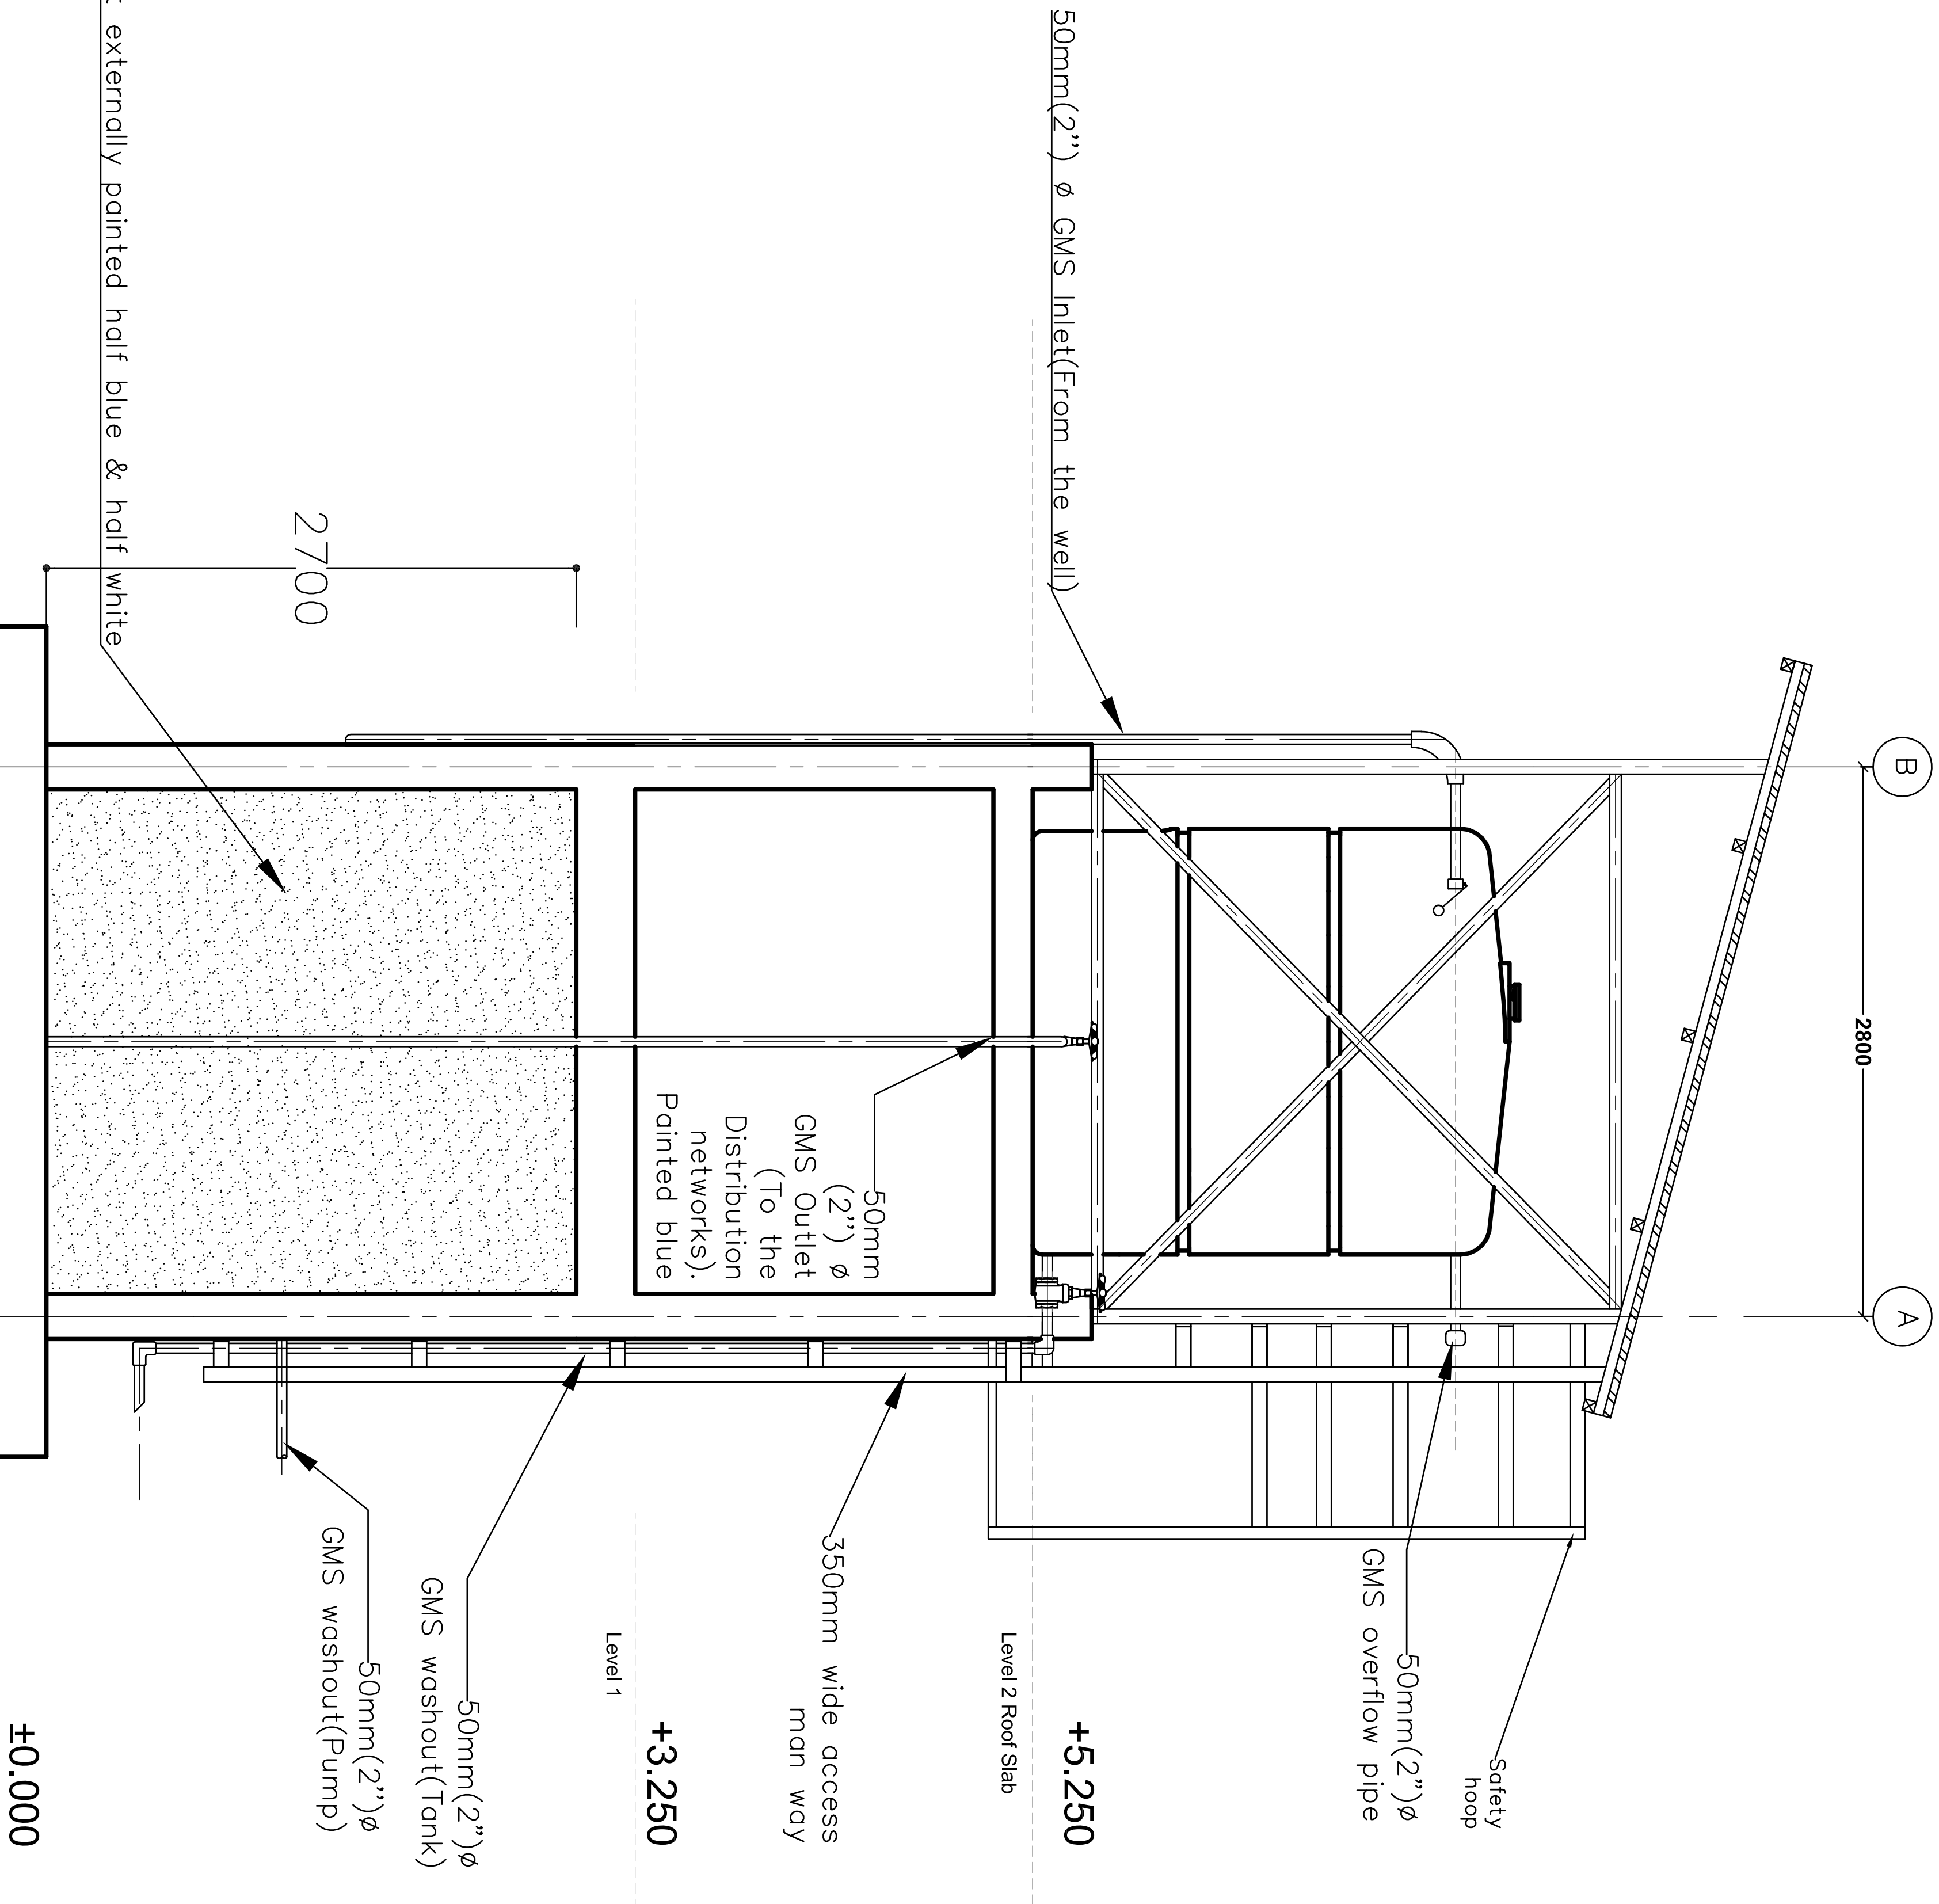 B
A
2800
Safety
hoop
50mm(2")ø
GMS overflow pipe
50mm(2") ø GMS Inlet(From the well)
+5.250
Level 2 Roof Slab
350mm wide access
man way
50mm
(2") ø
GMS Outlet
(To the
Distribution
networks).
Painted blue
+3.250
Level 1
50mm(2")ø
GMS washout(Tank)
50mm(2")ø
GMS washout(Pump)
2700
externally painted half blue & half white
±0.000